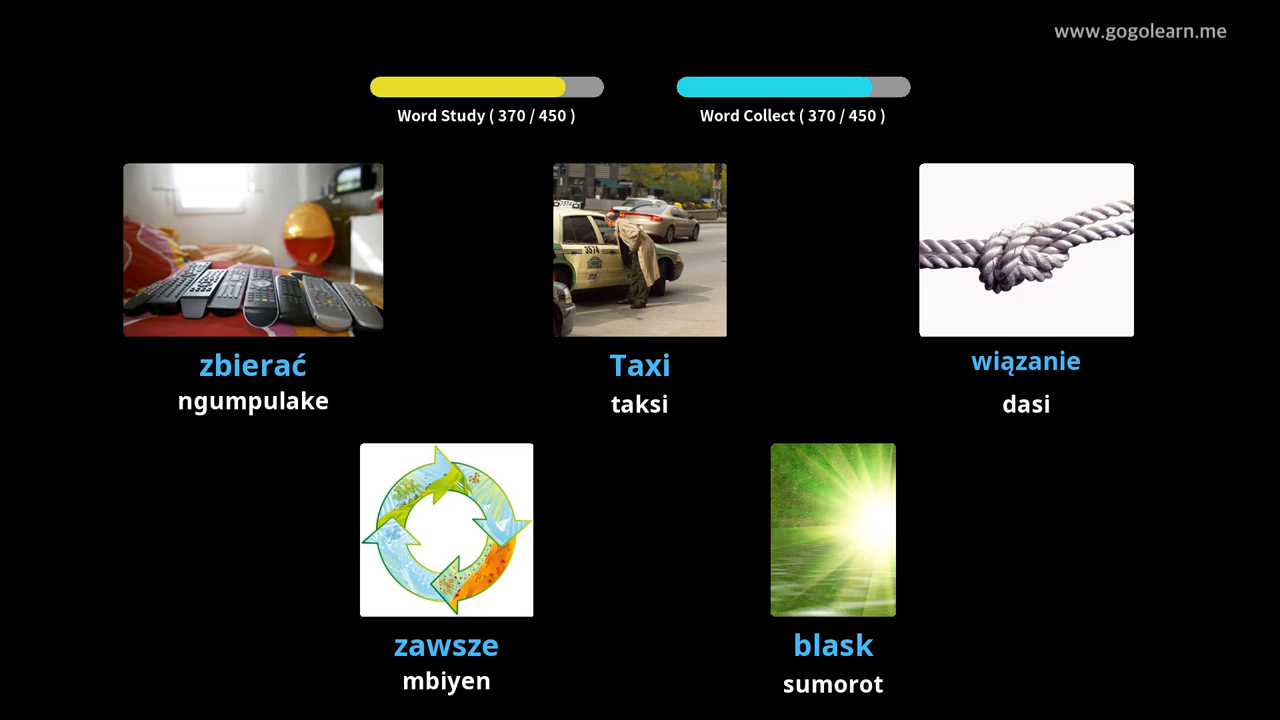 www.gogolearn.me
Word Study ( 370 / 450 )
Word Collect ( 370 / 450 )
3574
zbierać
ngumpulake
Taxi
taksi
wiązanie
dasi
zawsze
mbiyen
blask
sumorot